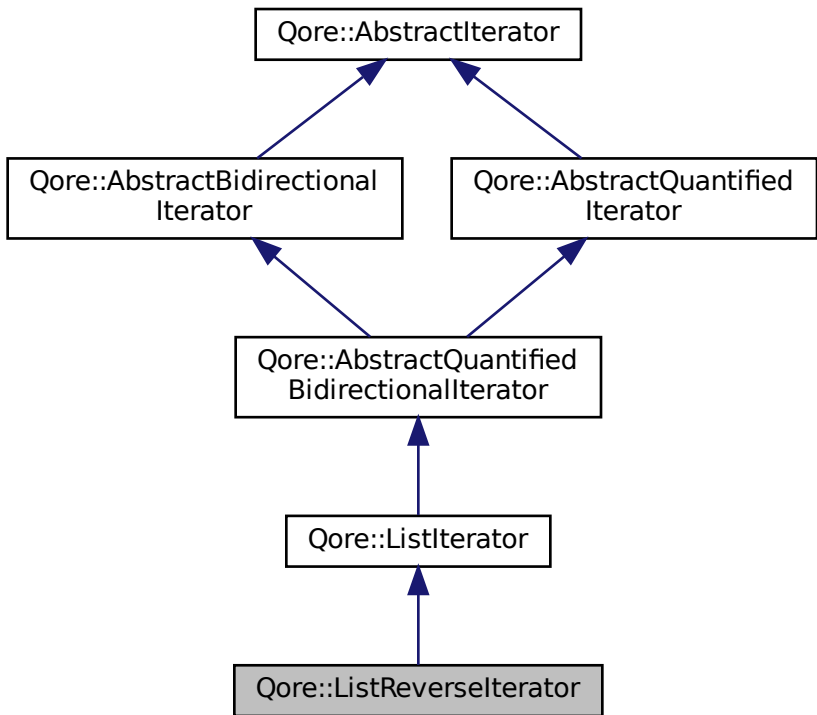 Qore::AbstractIterator
Qore::AbstractBidirectional
Iterator
Qore::AbstractQuantified
Iterator
Qore::AbstractQuantified
BidirectionalIterator
Qore::ListIterator
Qore::ListReverseIterator